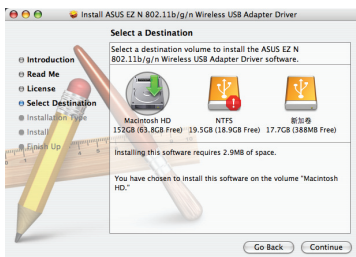 Install ASUS EZ N 802.11b/g/n Wireless USB Adapter Driver
Select a Destination
Introduction
Read Me
License
Select Destination
Installation Type
Install
Finish Up
Select a destination volume to install the ASUS EZ N
802.11b/g/n Wireless USB Adapter Driver software.
Macintosh HD
152GB (63.8GB Free)
NTFS
19.5GB (18.9GB Free)
新加卷
17.7GB (388MB Free)
Installing this software requires 2.9MB of space.
You have chosen to install this software on the volume "Macintosh
HD."
Go Back
Continue